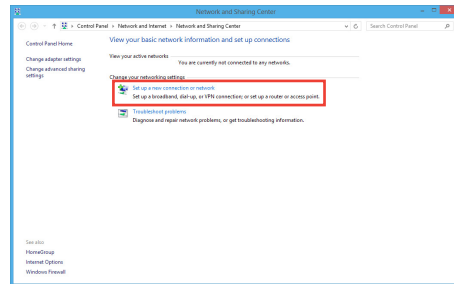 Network and Sharing Center
Control Panel › Network and Internet › Network and Sharing Center
Search Control Panel
Control Panel Home
Change adapter settings
Change advanced sharing
settings
View your basic network information and set up connections
View your active networks
You are currently not connected to any networks.
Change your networking settings
Set up a new connection or network
Set up a broadband, dial-up, or VPN connection; or set up a router or access point.
Troubleshoot problems
Diagnose and repair network problems, or get troubleshooting information.
See also
HomeGroup
Internet Options
Windows Firewall